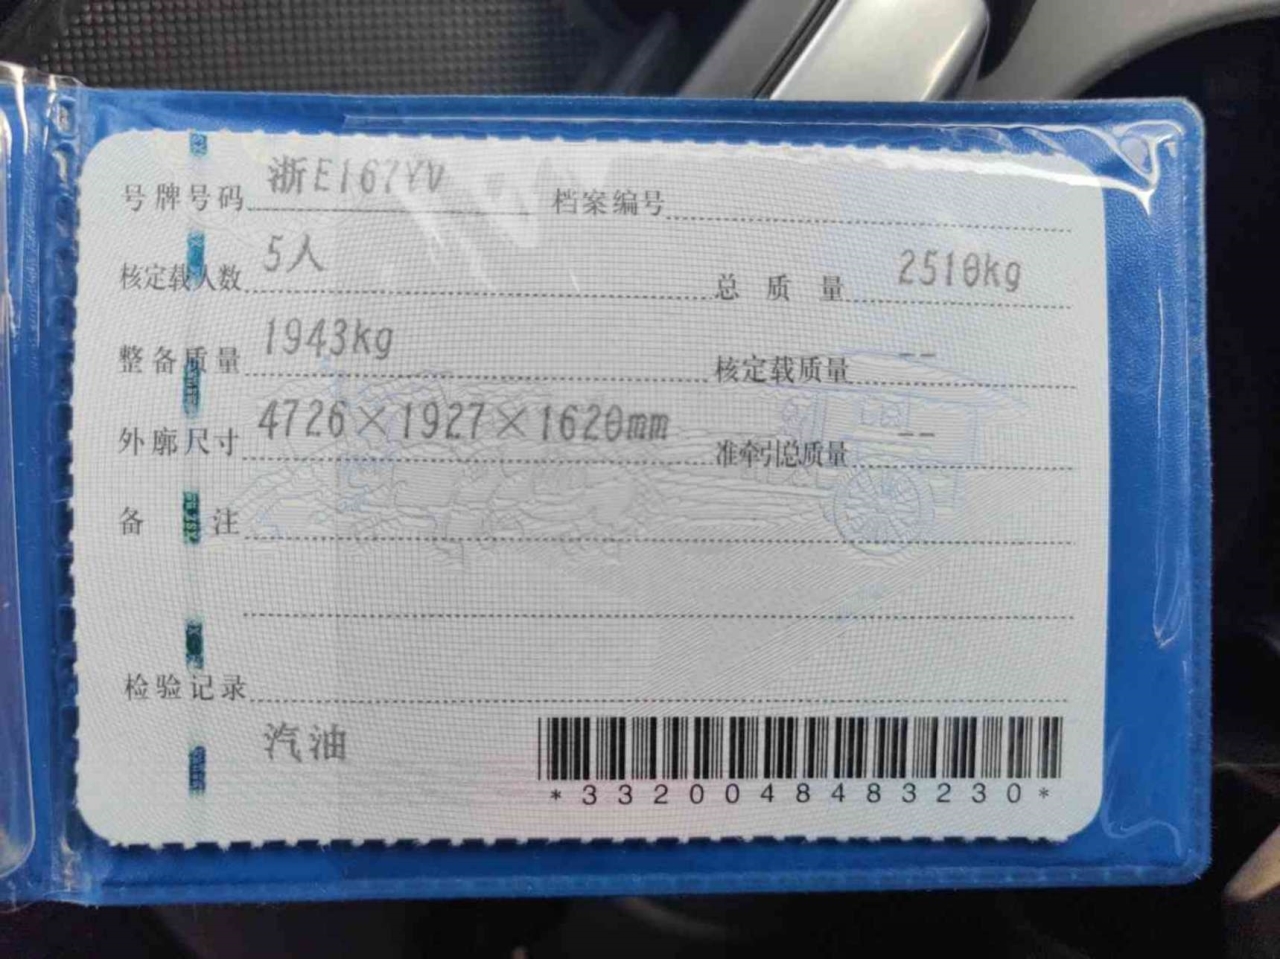 号牌号码 浙E167YV 档案编号
核定载人数 5人 总质量 2510kg
整备质量 1943kg 核定载质量 --
外廓尺寸 4726×1927×1620mm 准牵引总质量 --
备注
检验记录
汽油
*3320048483230*